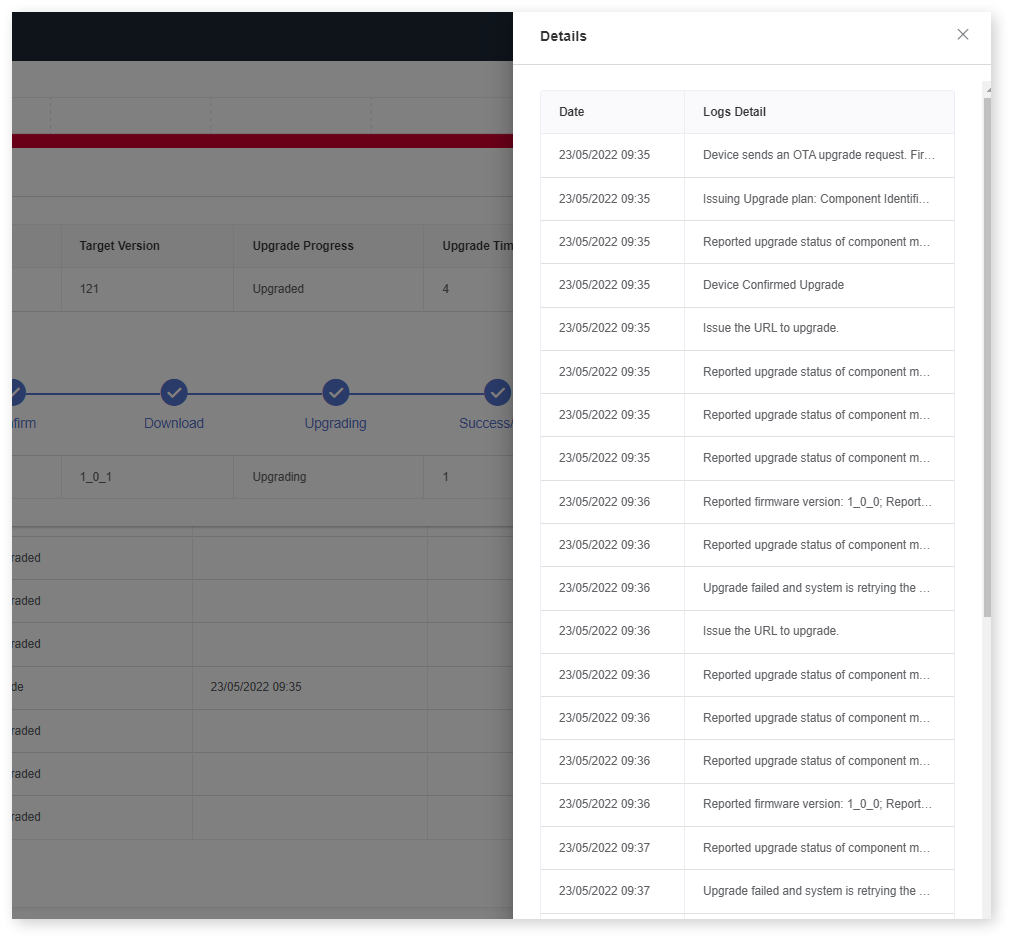 Details
Date Logs Detail
23/05/2022 09:35 Device sends an OTA upgrade request. Fir…
23/05/2022 09:35 Issuing Upgrade plan: Component Identifi…
23/05/2022 09:35 Reported upgrade status of component m…
23/05/2022 09:35 Device Confirmed Upgrade
23/05/2022 09:35 Issue the URL to upgrade.
23/05/2022 09:35 Reported upgrade status of component m…
23/05/2022 09:35 Reported upgrade status of component m…
23/05/2022 09:35 Reported upgrade status of component m…
23/05/2022 09:36 Reported firmware version: 1_0_0; Report…
23/05/2022 09:36 Reported upgrade status of component m…
23/05/2022 09:36 Upgrade failed and system is retrying the …
23/05/2022 09:36 Issue the URL to upgrade.
23/05/2022 09:36 Reported upgrade status of component m…
23/05/2022 09:36 Reported upgrade status of component m…
23/05/2022 09:36 Reported upgrade status of component m…
23/05/2022 09:36 Reported firmware version: 1_0_0; Report…
23/05/2022 09:37 Reported upgrade status of component m…
23/05/2022 09:37 Upgrade failed and system is retrying the …
Target Version Upgrade Progress Upgrade Tim
121 Upgraded 4
firm Download Upgrading Success/
1_0_1 Upgrading 1
raded
raded
raded
de 23/05/2022 09:35
raded
raded
raded